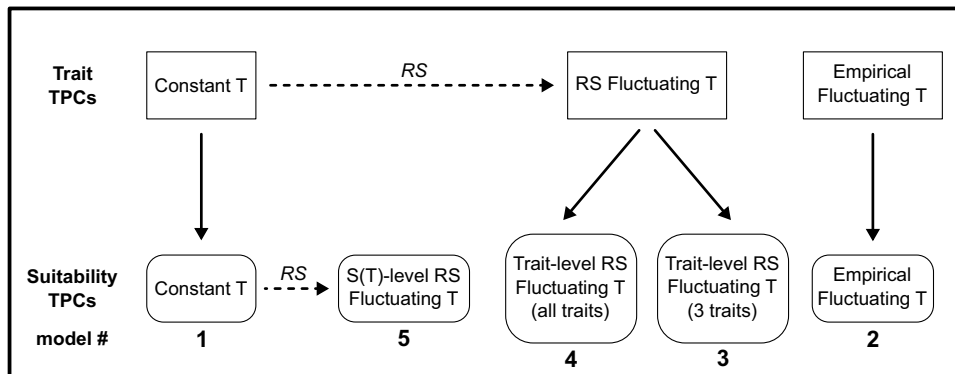 Trait
TPCs
Constant T
RS
RS Fluctuating T
Empirical
Fluctuating T
Suitability
TPCs
Constant T
RS
S(T)-level RS
Fluctuating T
Trait-level RS
Fluctuating T
(all traits)
Trait-level RS
Fluctuating T
(3 traits)
Empirical
Fluctuating T
model #
1
5
4
3
2